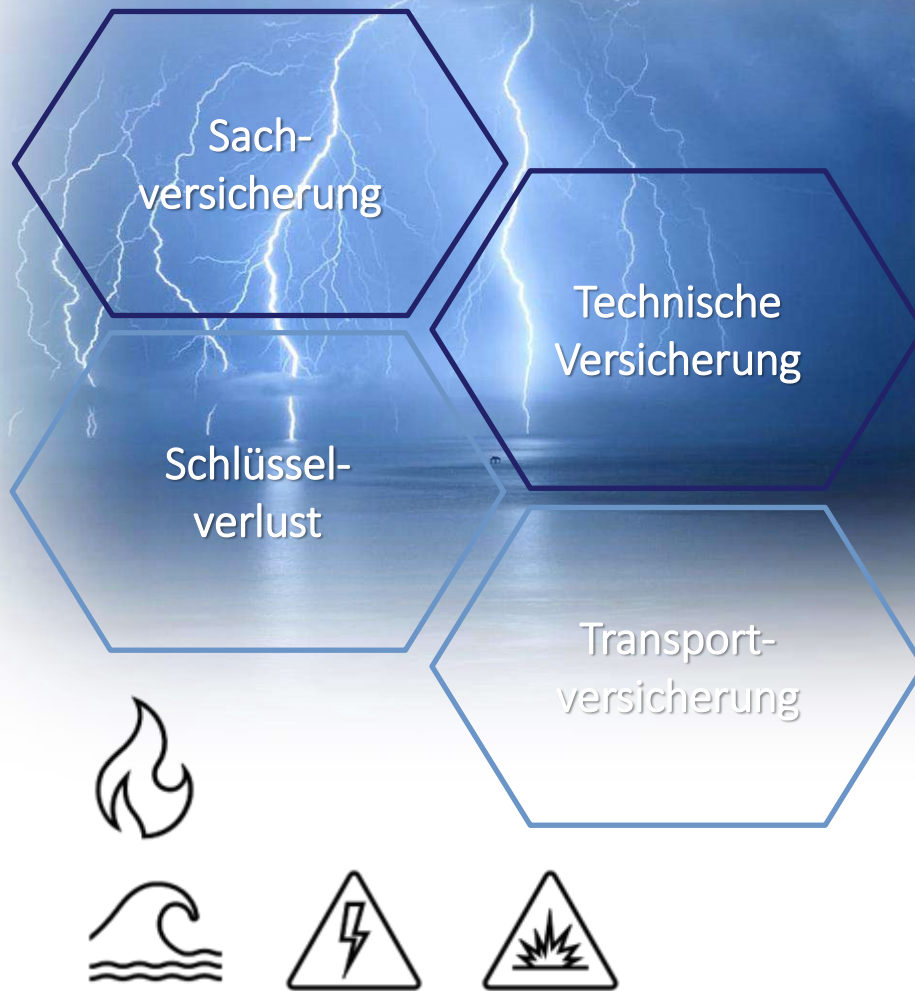 Sach-
versicherung
Technische
Versicherung
Schlüssel-
verlust
Transport-
versicherung